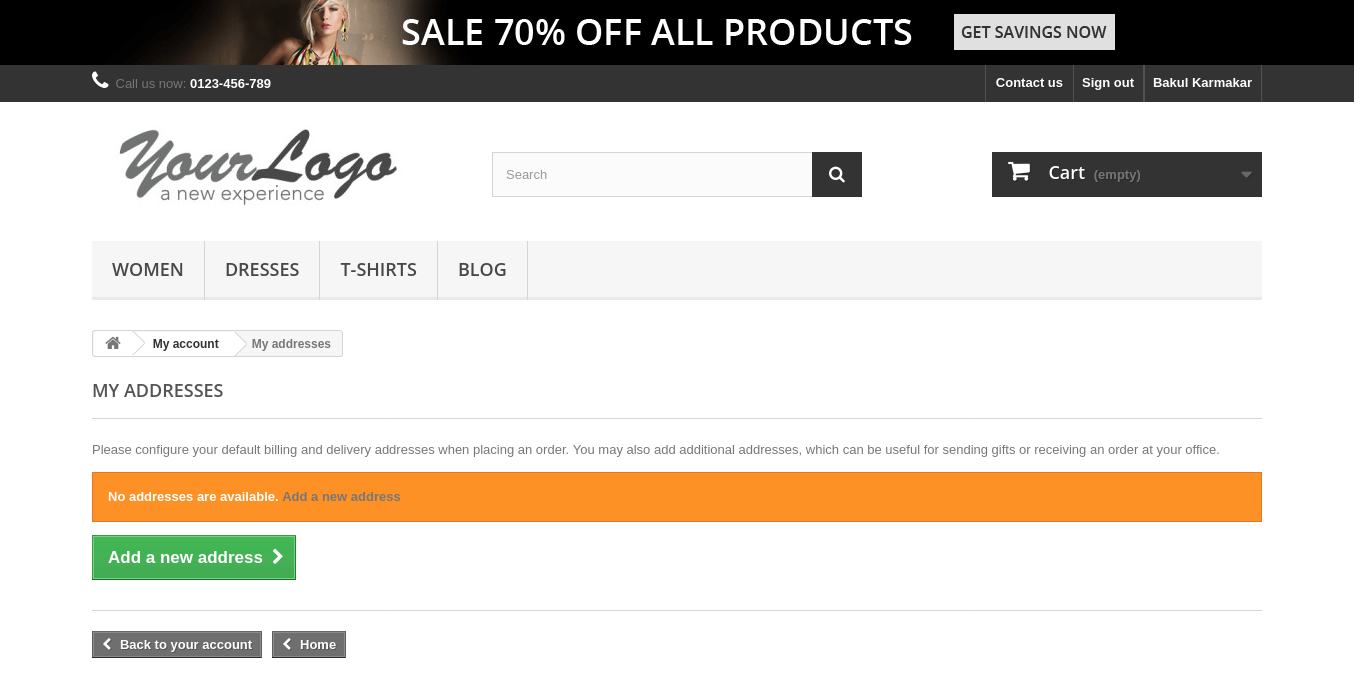 SALE 70% OFF ALL PRODUCTS GET SAVINGS NOW
Call us now: 0123-456-789 Contact us Sign out Bakul Karmakar
Your Logo
a new experience
Search
Cart (empty)
WOMEN DRESSES T-SHIRTS BLOG
My account My addresses
MY ADDRESSES
Please configure your default billing and delivery addresses when placing an order. You may also add additional addresses, which can be useful for sending gifts or receiving an order at your office.
No addresses are available. Add a new address
Add a new address
Back to your account Home